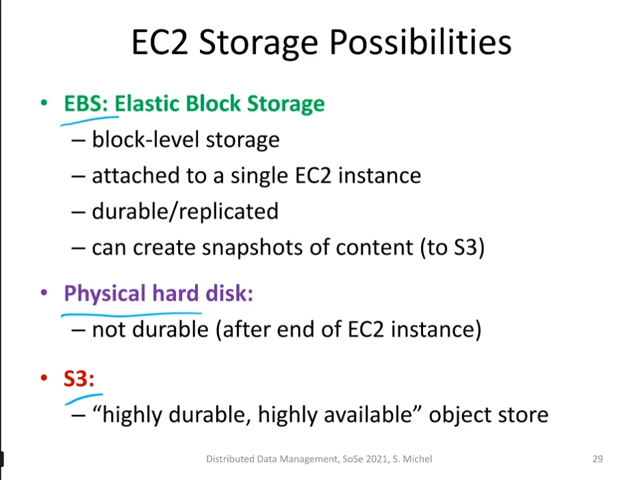 EC2 Storage Possibilities
• EBS: Elastic Block Storage
– block-level storage
– attached to a single EC2 instance
– durable/replicated
– can create snapshots of content (to S3)
• Physical hard disk:
– not durable (after end of EC2 instance)
• S3:
– “highly durable, highly available” object store
Distributed Data Management, SoSe 2021, S. Michel
29